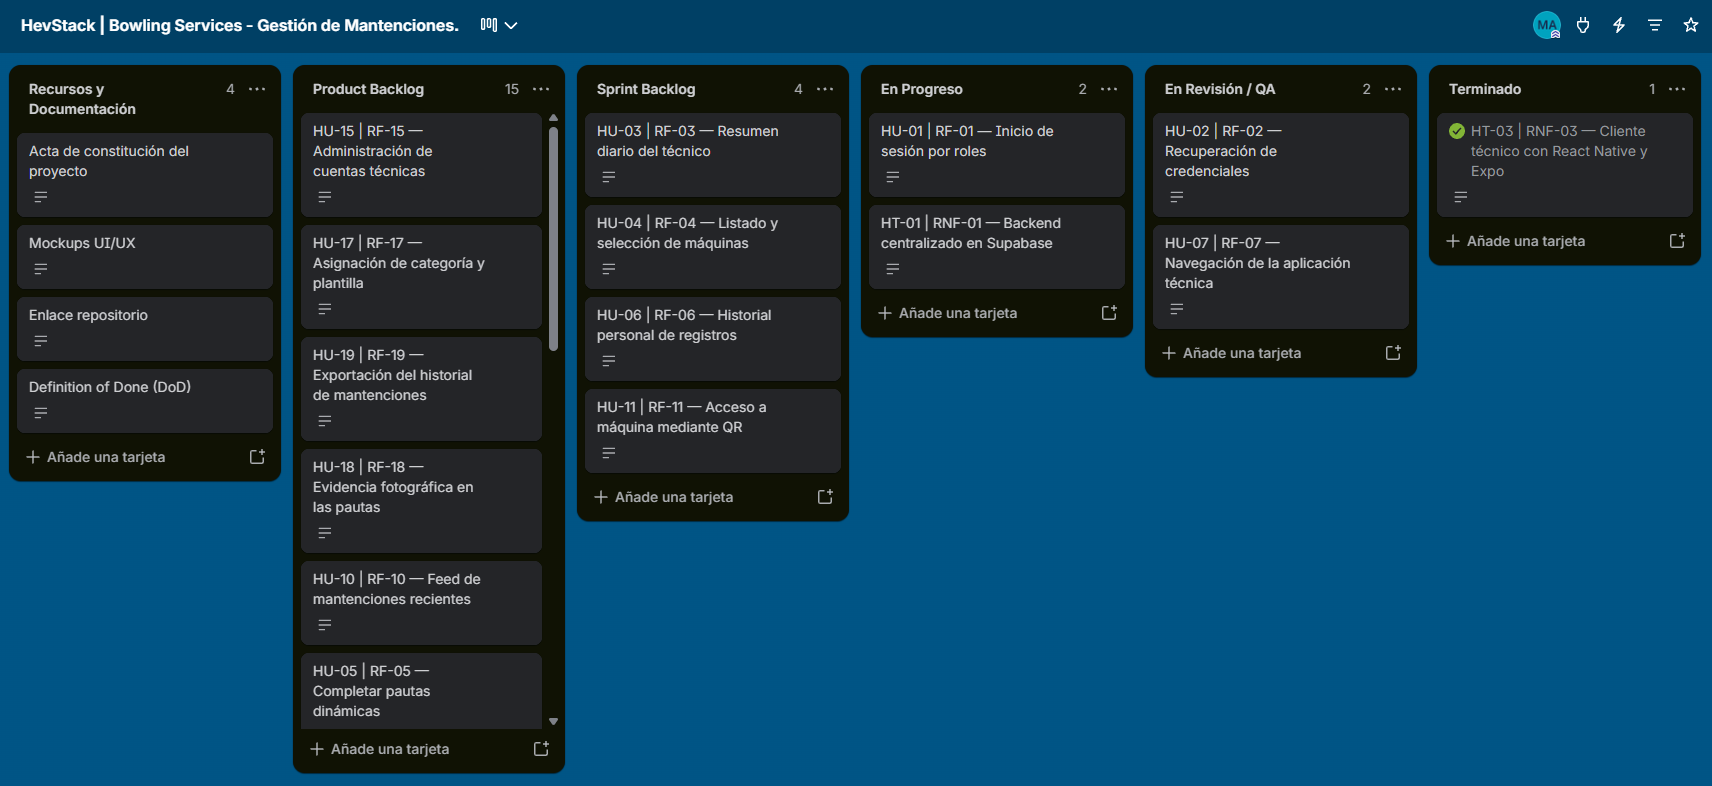 HevStack | Bowling Services - Gestión de Mantenciones.
MA
Recursos y
Documentación
4
Acta de constitución del
proyecto
Mockups UI/UX
Enlace repositorio
Definition of Done (DoD)
Añade una tarjeta
Product Backlog
15
HU-15 | RF-15 —
Administración de
cuentas técnicas
HU-17 | RF-17 —
Asignación de categoría y
plantilla
HU-19 | RF-19 —
Exportación del historial
de mantenciones
HU-18 | RF-18 —
Evidencia fotográfica en
las pautas
HU-10 | RF-10 — Feed de
mantenciones recientes
HU-05 | RF-05 —
Completar pautas
dinámicas
Añade una tarjeta
Sprint Backlog
4
HU-03 | RF-03 — Resumen
diario del técnico
HU-04 | RF-04 — Listado y
selección de máquinas
HU-06 | RF-06 — Historial
personal de registros
HU-11 | RF-11 — Acceso a
máquina mediante QR
Añade una tarjeta
En Progreso
2
HU-01 | RF-01 — Inicio de
sesión por roles
HT-01 | RNF-01 — Backend
centralizado en Supabase
Añade una tarjeta
En Revisión / QA
2
HU-02 | RF-02 —
Recuperación de
credenciales
HU-07 | RF-07 —
Navegación de la aplicación
técnica
Añade una tarjeta
Terminado
1
HT-03 | RNF-03 — Cliente
técnico con React Native y
Expo
Añade una tarjeta